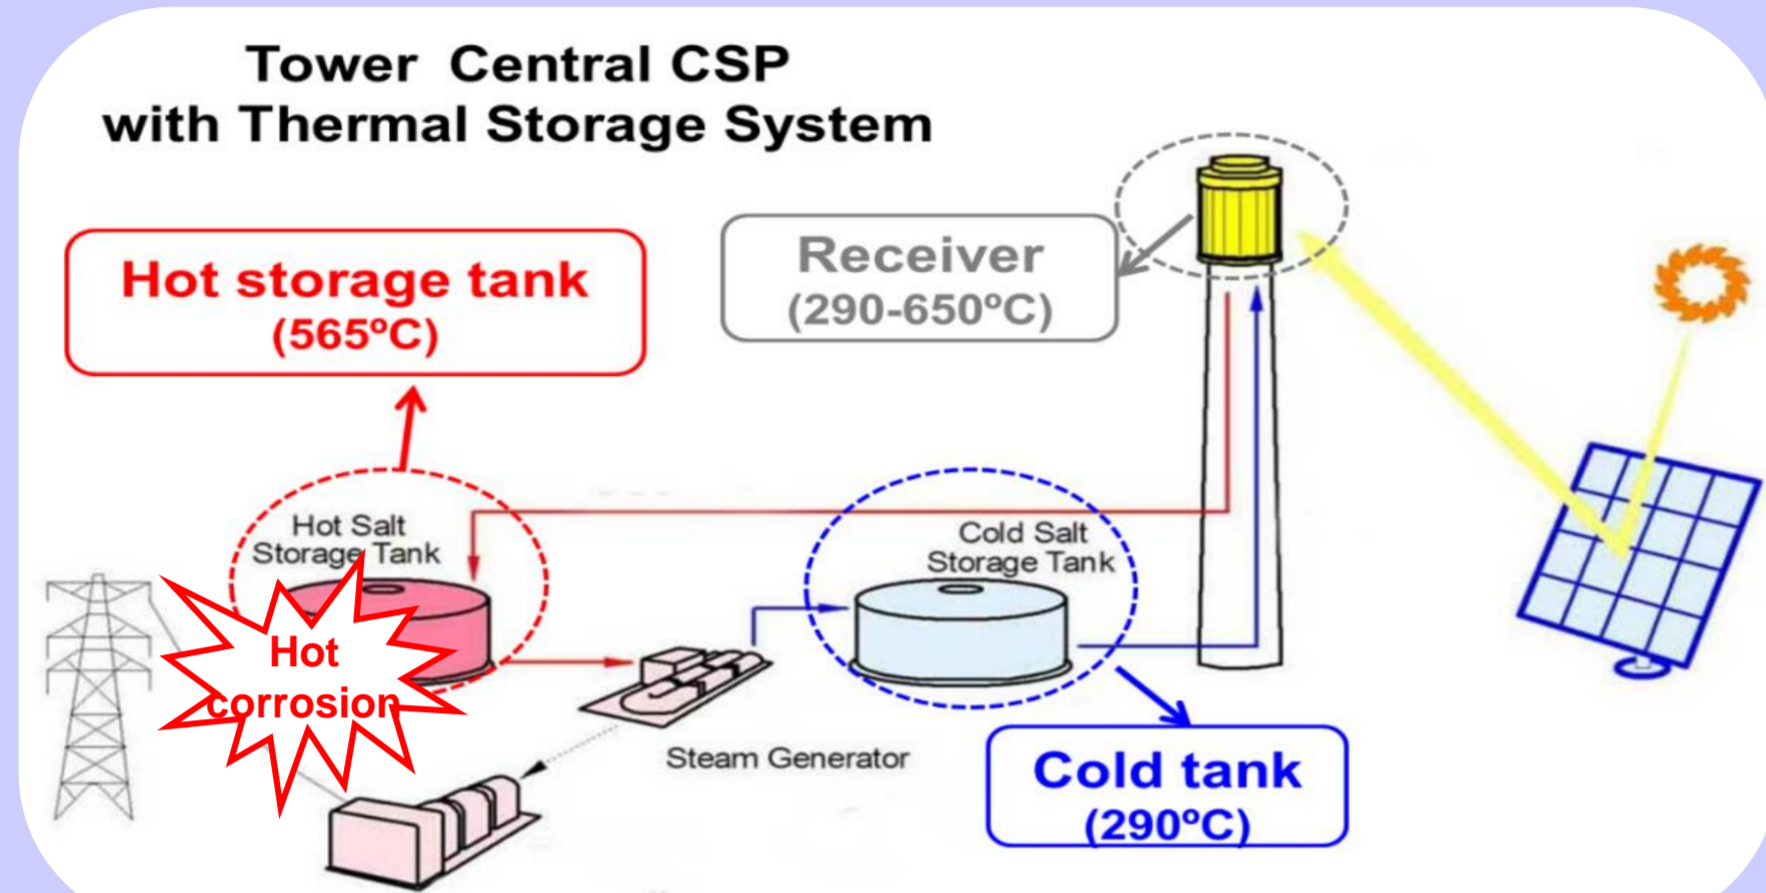 Tower Central CSP
with Thermal Storage System
Hot storage tank
(565ºC)
Receiver
(290-650ºC)
Hot Salt
Storage Tank
Cold Salt
Storage Tank
Hot
corrosion
Steam Generator
Cold tank
(290ºC)